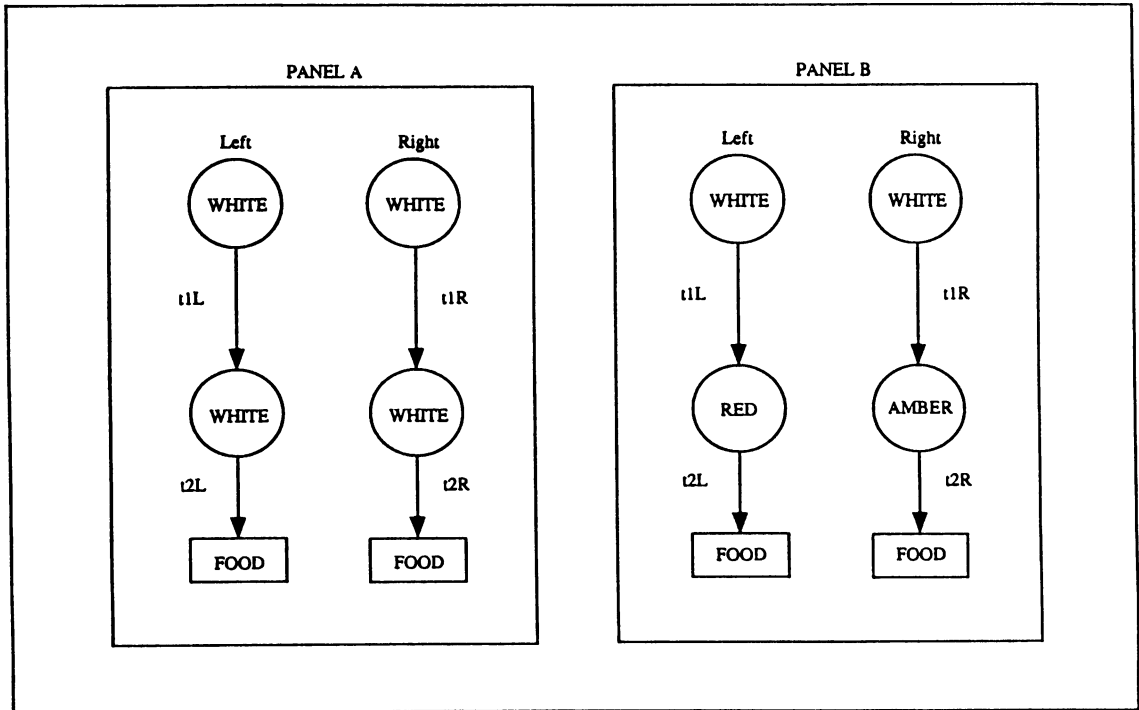 PANEL A
Left Right
WHITE WHITE
t1L t1R
WHITE WHITE
t2L t2R
FOOD FOOD
PANEL B
Left Right
WHITE WHITE
t1L t1R
RED AMBER
t2L t2R
FOOD FOOD